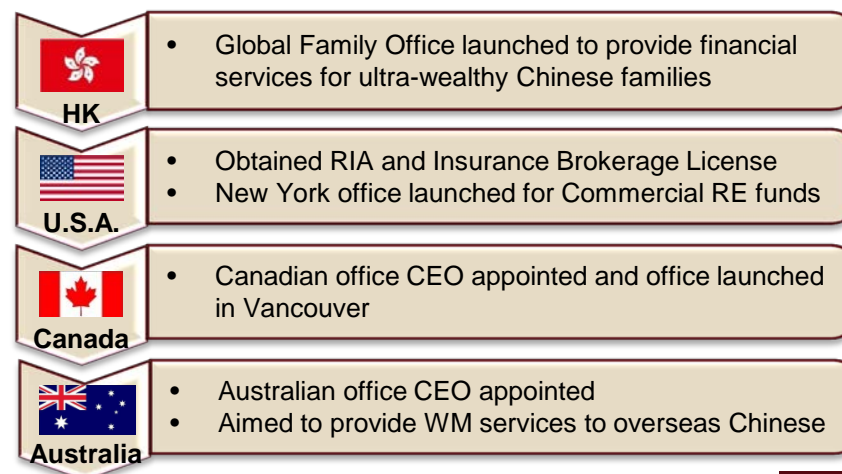 • Global Family Office launched to provide financial
services for ultra-wealthy Chinese families
HK
• Obtained RIA and Insurance Brokerage License
• New York office launched for Commercial RE funds
U.S.A.
• Canadian office CEO appointed and office launched
in Vancouver
Canada
• Australian office CEO appointed
• Aimed to provide WM services to overseas Chinese
Australia